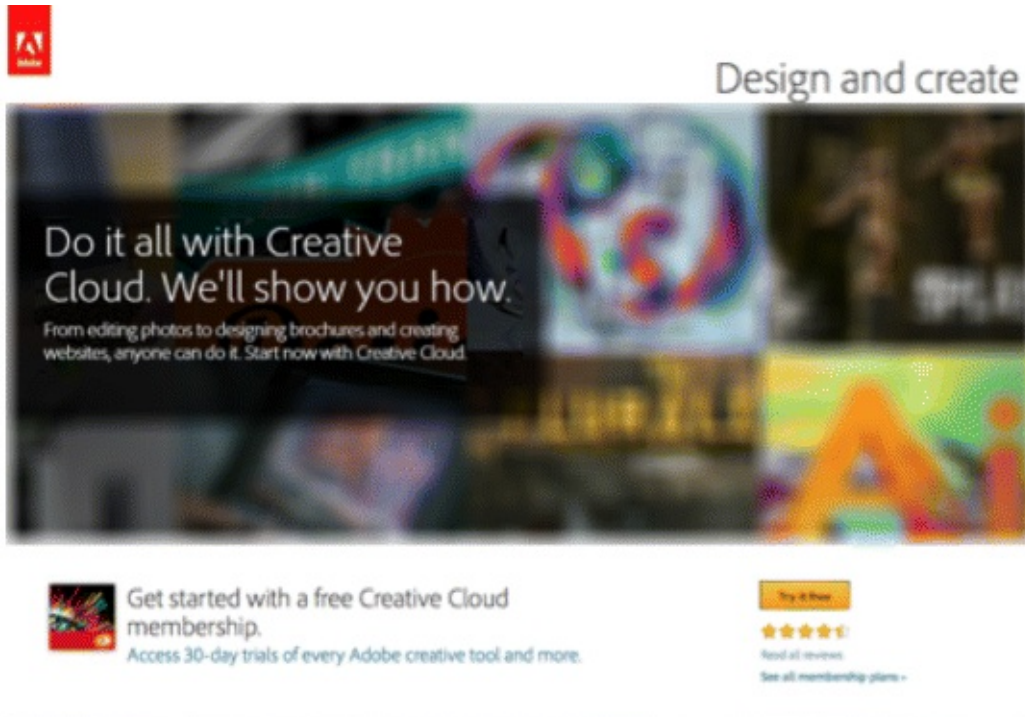 Adobe
Design and create
Do it all with Creative
Cloud. We'll show you how.
From editing photos to designing brochures and creating
websites, anyone can do it. Start now with Creative Cloud.
Ai
Get started with a free Creative Cloud
membership.
Access 30-day trials of every Adobe creative tool and more.
Try it free
Read all reviews
See all membership plans ›